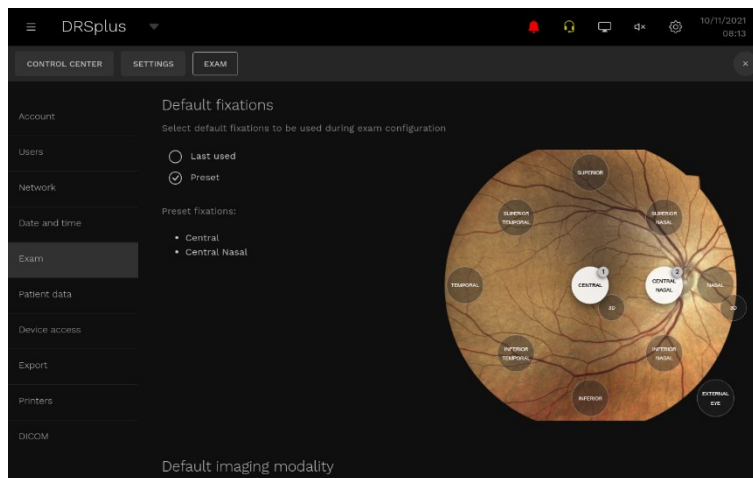 DRSplus
10/11/2021
08:13
CONTROL CENTER
SETTINGS
EXAM
Account
Users
Network
Date and time
Exam
Patient data
Device access
Export
Printers
DICOM
Default fixations
Select default fixations to be used during exam configuration
Last used
Preset
Preset fixations:
• Central
• Central Nasal
SUPERIOR
SUPERIOR
TEMPORAL
SUPERIOR
NASAL
TEMPORAL
CENTRAL
1
3D
CENTRAL
NASAL
2
NASAL
3D
INFERIOR
TEMPORAL
INFERIOR
NASAL
INFERIOR
EXTERNAL
EYE
Default imaging modality